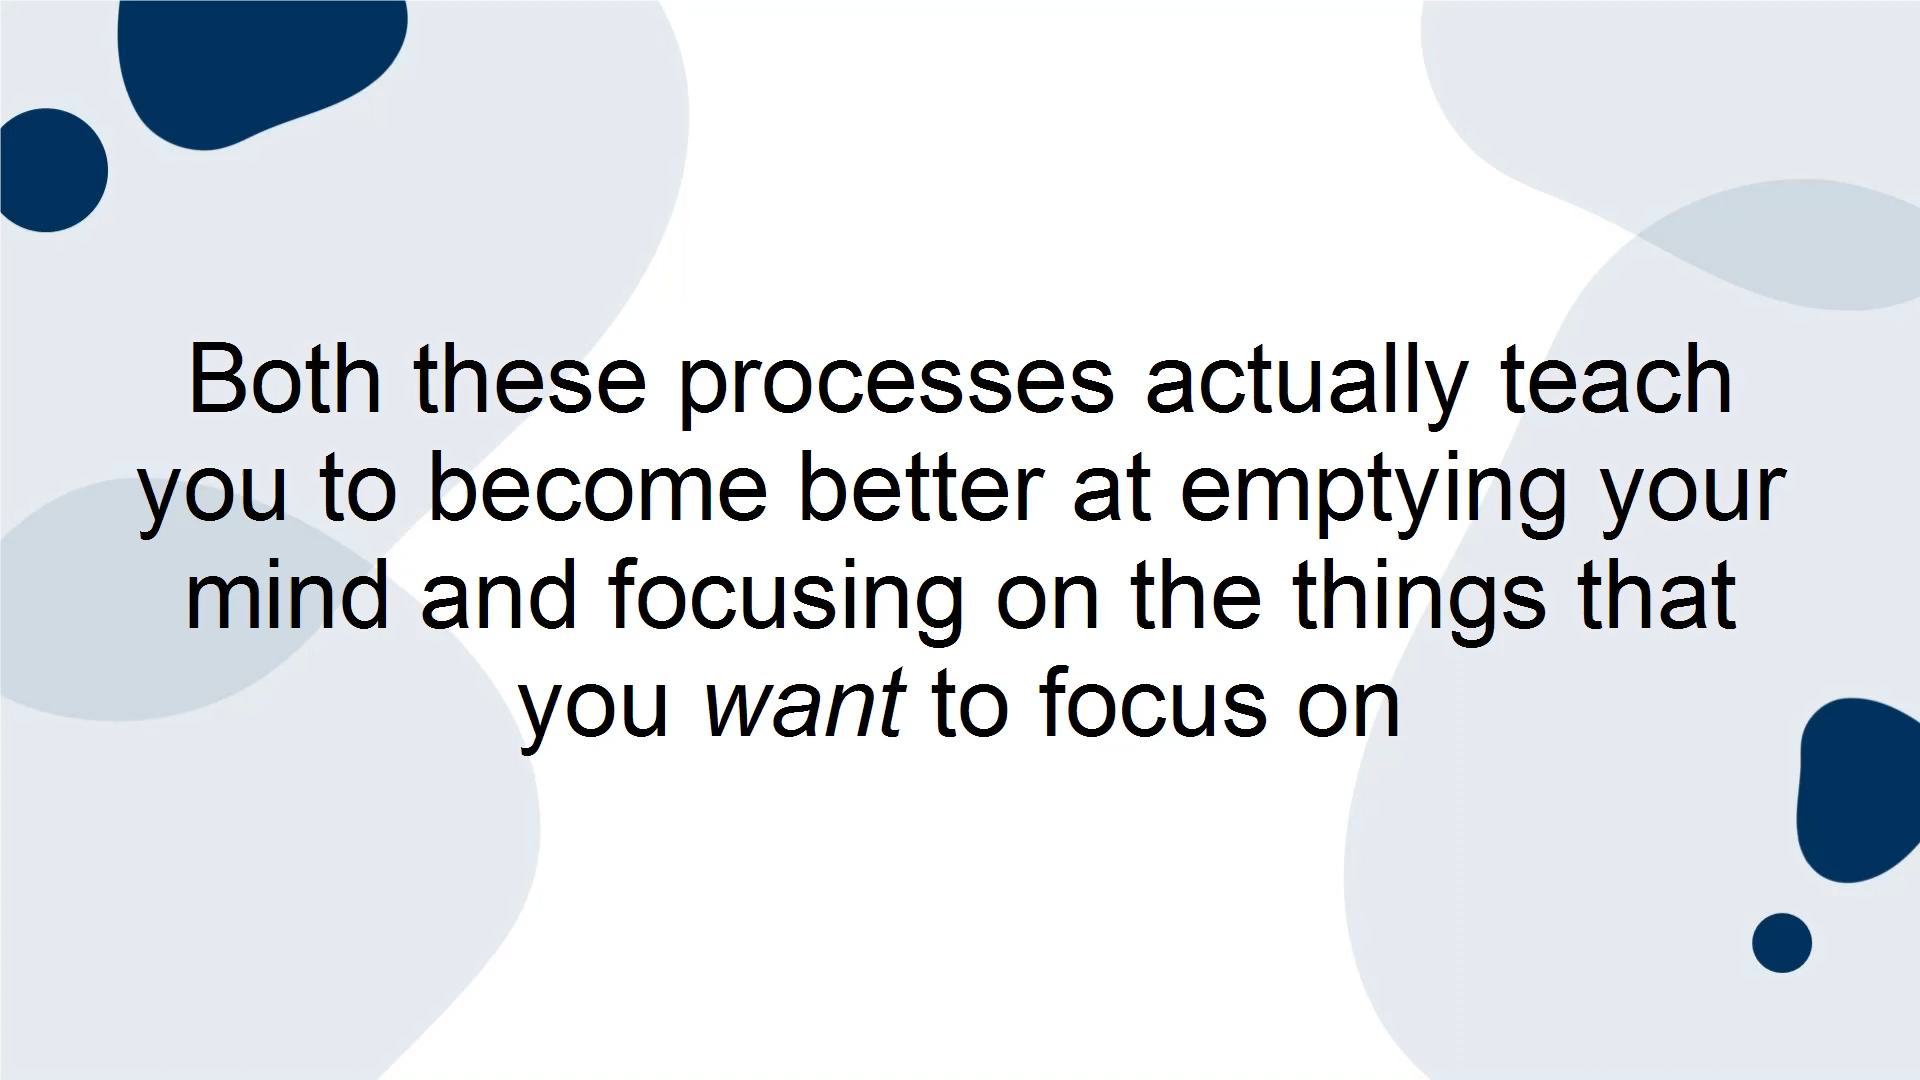 Both these processes actually teach
you to become better at emptying your
mind and focusing on the things that
you want to focus on